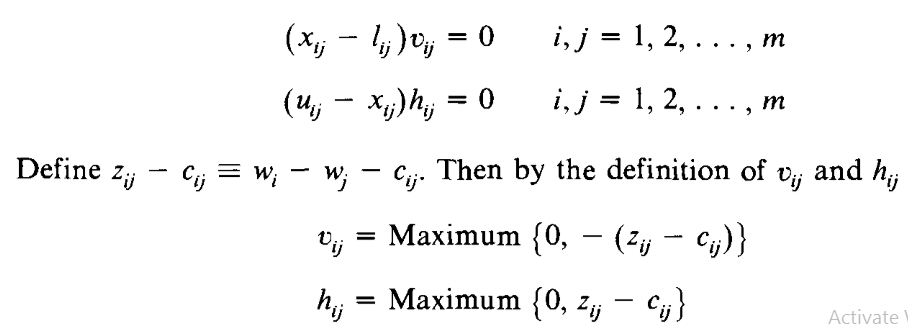 (x_ij − l_ij)v_ij = 0 i, j = 1, 2, . . . , m
(u_ij − x_ij)h_ij = 0 i, j = 1, 2, . . . , m
Define z_ij − c_ij ≡ w_i − w_j − c_ij. Then by the definition of v_ij and h_ij
v_ij = Maximum {0, − (z_ij − c_ij)}
h_ij = Maximum {0, z_ij − c_ij}
Activate